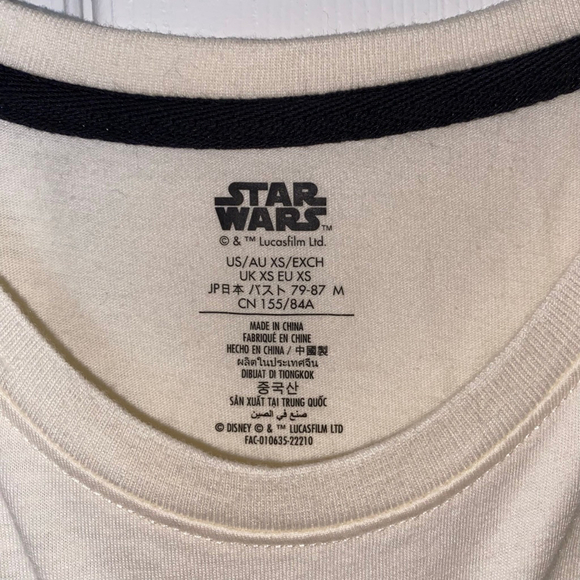 STAR
WARS™
© & ™ Lucasfilm Ltd.
US/AU XS/EXCH
UK XS EU XS
JP日本 バスト 79-87 M
CN 155/84A
MADE IN CHINA
FABRIQUÉ EN CHINE
HECHO EN CHINA / 中國製
ผลิตในประเทศจีน
DIBUAT DI TIONGKOK
중국산
SẢN XUẤT TẠI TRUNG QUỐC
صنع في الصين
© DISNEY © & ™ LUCASFILM LTD
FAC-010635-22210